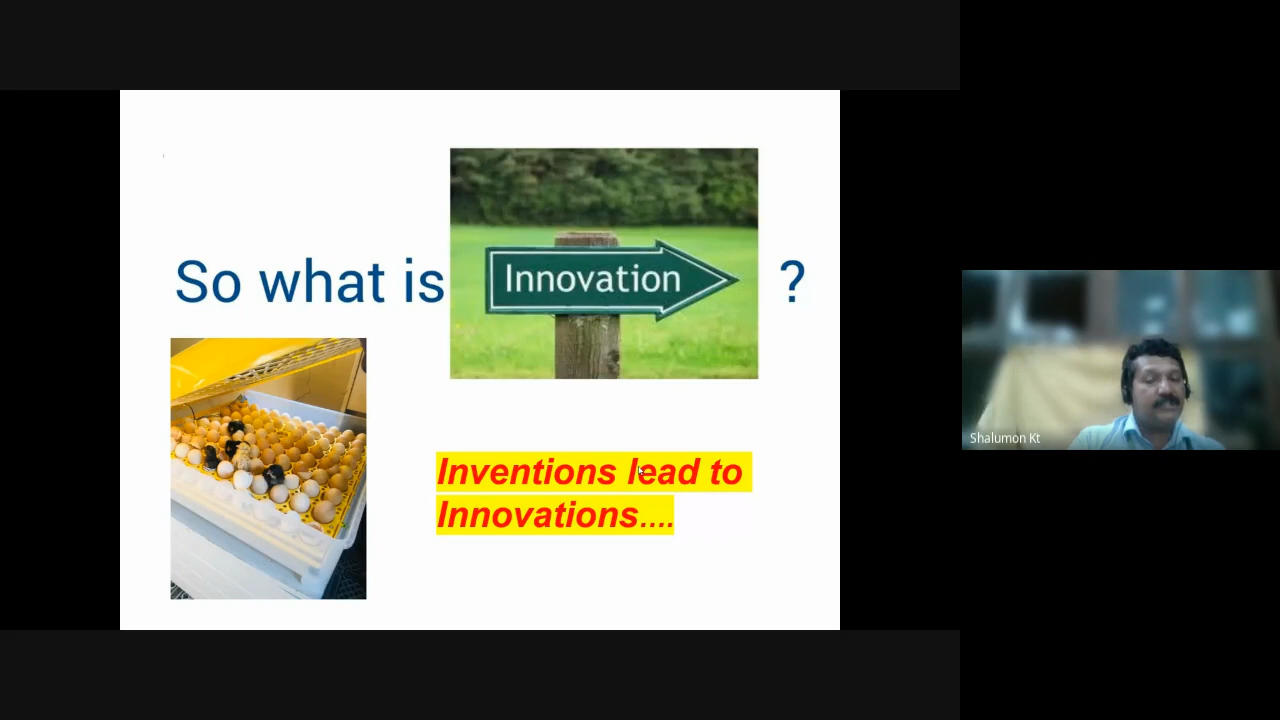 So what is
Innovation
?
Inventions lead to
Innovations....
Shalumon Kt